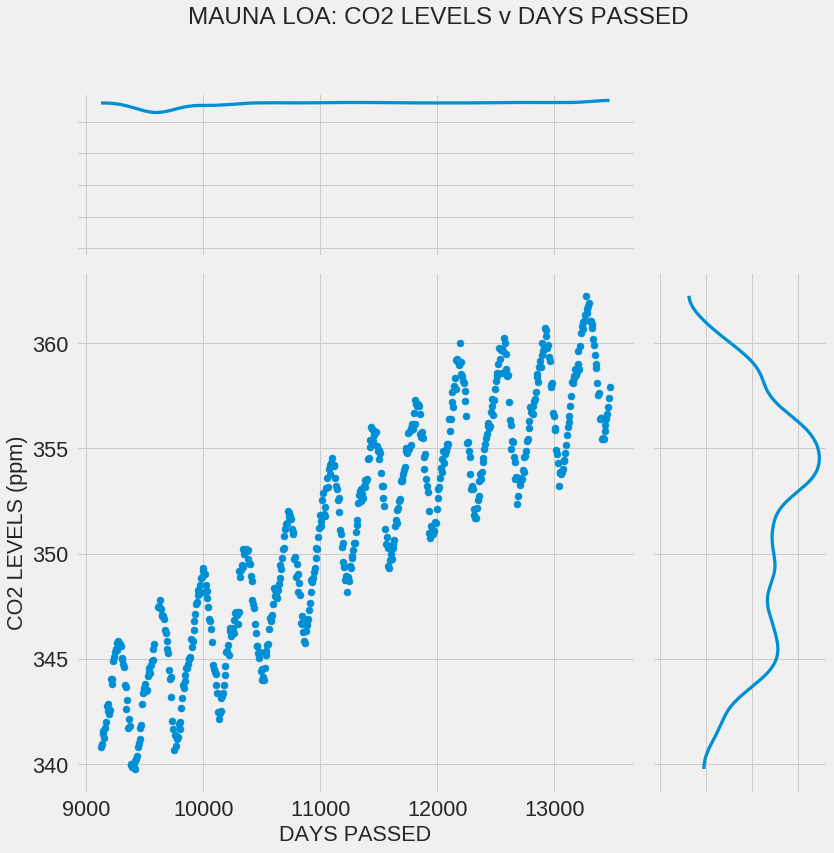 MAUNA LOA: CO2 LEVELS v DAYS PASSED
360
355
350
345
340
CO2 LEVELS (ppm)
9000 10000 11000 12000 13000
DAYS PASSED